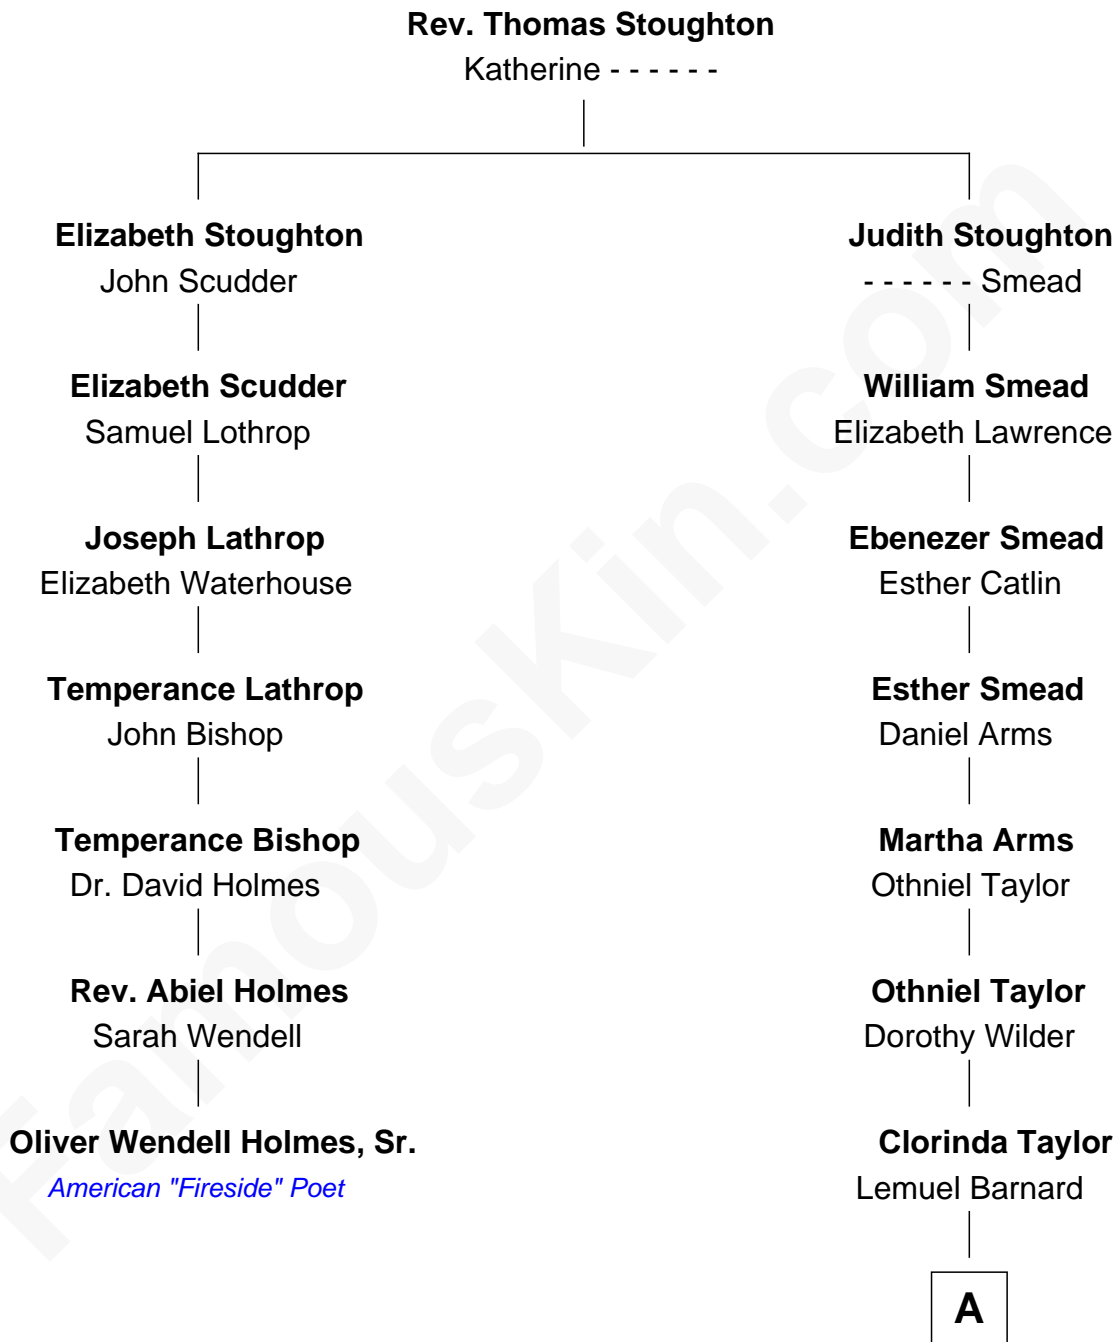 Rev. Thomas Stoughton
Katherine - - - - - -
Elizabeth Stoughton
John Scudder
Judith Stoughton
- - - - - - Smead
Elizabeth Scudder
Samuel Lothrop
William Smead
Elizabeth Lawrence
Joseph Lathrop
Elizabeth Waterhouse
Ebenezer Smead
Esther Catlin
Temperance Lathrop
John Bishop
Esther Smead
Daniel Arms
Temperance Bishop
Dr. David Holmes
Martha Arms
Othniel Taylor
Rev. Abiel Holmes
Sarah Wendell
Othniel Taylor
Dorothy Wilder
Oliver Wendell Holmes, Sr.
American "Fireside" Poet
Clorinda Taylor
Lemuel Barnard
A
FamousKin.com